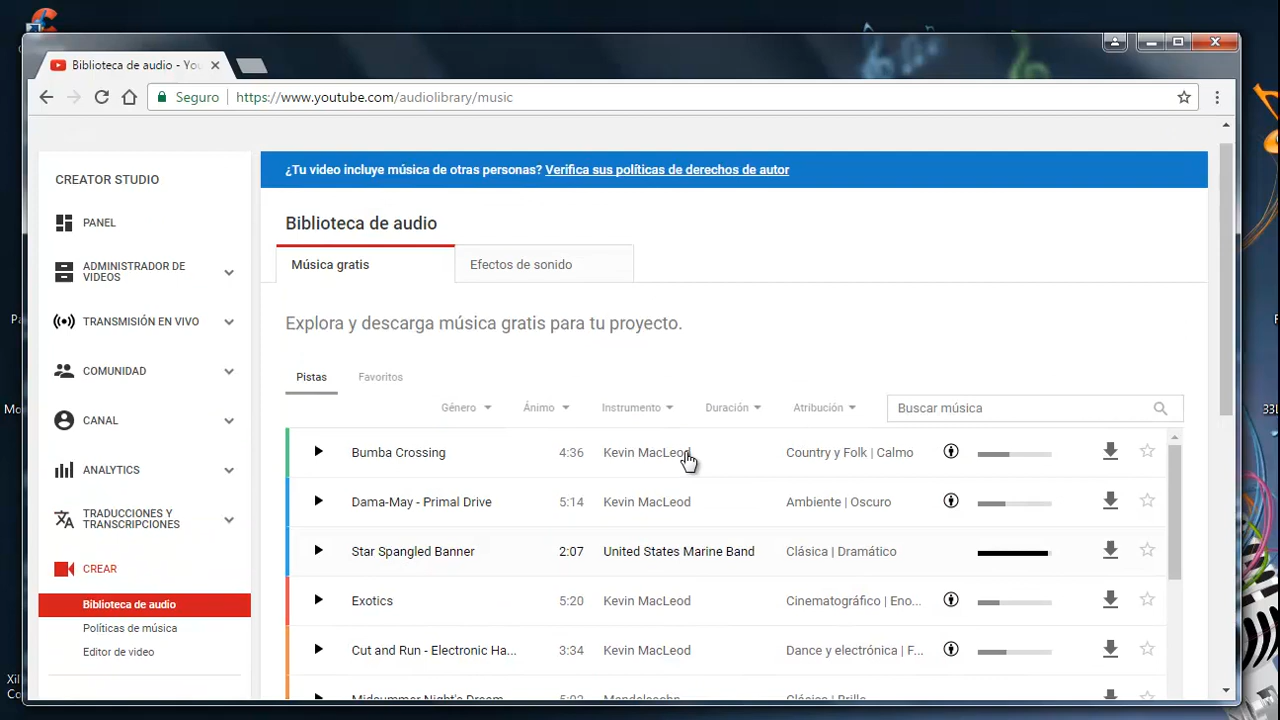 Biblioteca de audio - You
Seguro https://www.youtube.com/audiolibrary/music
CREATOR STUDIO
PANEL
ADMINISTRADOR DE
VIDEOS
TRANSMISIÓN EN VIVO
COMUNIDAD
CANAL
ANALYTICS
TRADUCCIONES Y
TRANSCRIPCIONES
CREAR
Biblioteca de audio
Políticas de música
Editor de video
¿Tu video incluye música de otras personas? Verifica sus políticas de derechos de autor
Biblioteca de audio
Música gratis Efectos de sonido
Explora y descarga música gratis para tu proyecto.
Pistas Favoritos
Género Ánimo Instrumento Duración Atribución Buscar música
Bumba Crossing 4:36 Kevin MacLeod Country y Folk | Calmo
Dama-May - Primal Drive 5:14 Kevin MacLeod Ambiente | Oscuro
Star Spangled Banner 2:07 United States Marine Band Clásica | Dramático
Exotics 5:20 Kevin MacLeod Cinematográfico | Eno...
Cut and Run - Electronic Ha... 3:34 Kevin MacLeod Dance y electrónica | F...
Midsummer Night's Dream Mendelssohn